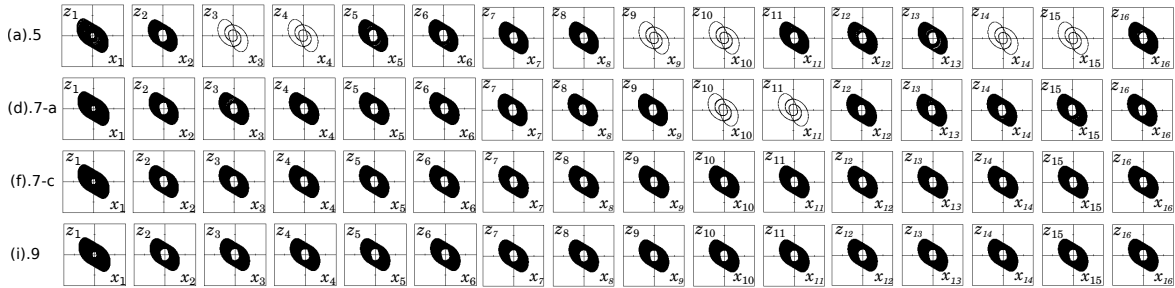 (a).5 z1 x1 z2 x2 z3 x3 z4 x4 z5 x5 z6 x6 z7 x7 z8 x8 z9 x9 z10 x10 z11 x11 z12 x12 z13 x13 z14 x14 z15 x15 z16 x16
(d).7-a z1 x1 z2 x2 z3 x3 z4 x4 z5 x5 z6 x6 z7 x7 z8 x8 z9 x9 z10 x10 z11 x11 z12 x12 z13 x13 z14 x14 z15 x15 z16 x16
(f).7-c z1 x1 z2 x2 z3 x3 z4 x4 z5 x5 z6 x6 z7 x7 z8 x8 z9 x9 z10 x10 z11 x11 z12 x12 z13 x13 z14 x14 z15 x15 z16 x16
(i).9 z1 x1 z2 x2 z3 x3 z4 x4 z5 x5 z6 x6 z7 x7 z8 x8 z9 x9 z10 x10 z11 x11 z12 x12 z13 x13 z14 x14 z15 x15 z16 x16